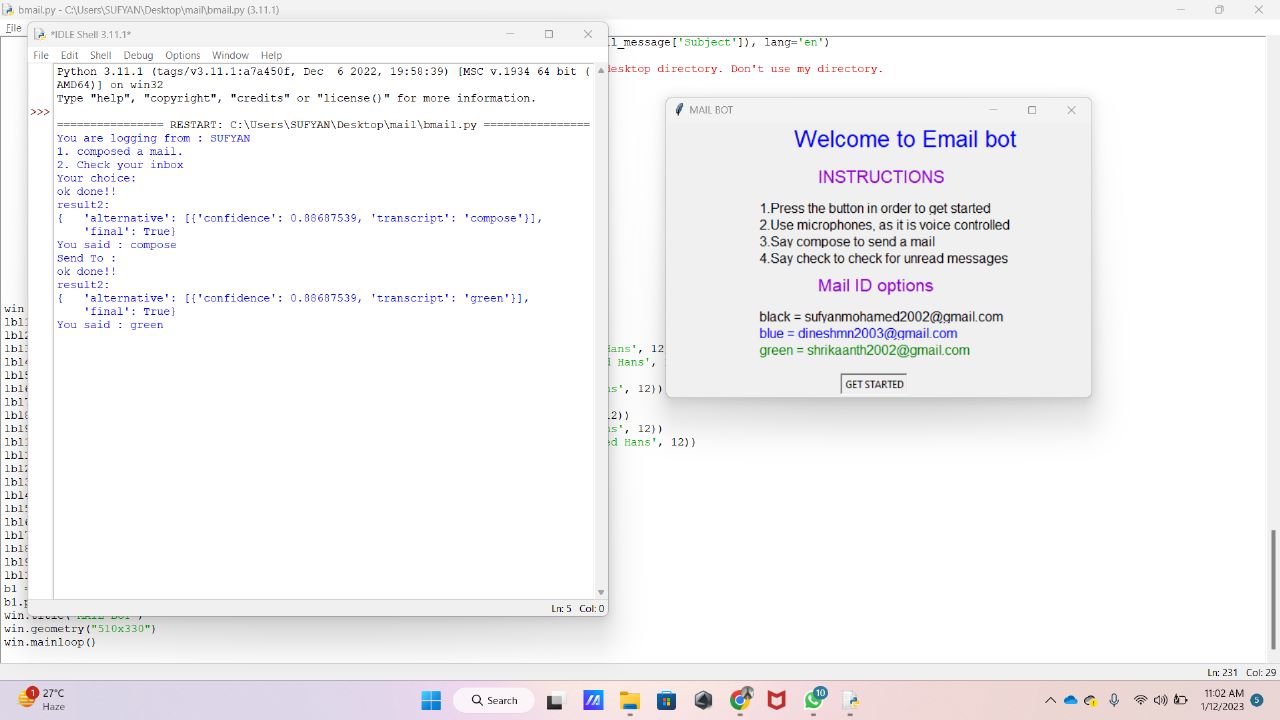 bmail.py - C:\Users\SUFYAN\Desktop\mail\bmail.py (3.11.1)
File
*IDLE Shell 3.11.1*
File Edit Shell Debug Options Window Help
Python 3.11.1 (tags/v3.11.1:a7a450f, Dec 6 2022, 19:58:39) [MSC v.1934 64 bit (
AMD64)] on win32
Type "help", "copyright", "credits" or "license()" for more information.
>>>
=============== RESTART: C:\Users\SUFYAN\Desktop\mail\bmail.py ================
You are logging from : SUFYAN
1. composed a mail.
2. Check your inbox
Your choice:
ok done!!
result2:
{   'alternative': [{'confidence': 0.88687539, 'transcript': 'compose'}],
    'final': True}
You said : compose
Send To :
ok done!!
result2:
{   'alternative': [{'confidence': 0.88687539, 'transcript': 'green'}],
    'final': True}
You said : green
Ln: 5 Col: 0
l_message['Subject']), lang='en')
desktop directory. Don't use my directory.
MAIL BOT
Welcome to Email bot
INSTRUCTIONS
1.Press the button in order to get started
2.Use microphones, as it is voice controlled
3.Say compose to send a mail
4.Say check to check for unread messages
Mail ID options
black = sufyanmohamed2002@gmail.com
blue = dineshmn2003@gmail.com
green = shrikaanth2002@gmail.com
GET STARTED
win
lbl1
lbl2
lbl3
Hans', 12
lbl4
d Hans',
lbl5
lbl6
ns', 12))
lbl7
lbl8
12))
lbl9
ns', 12))
lbl1
ed Hans', 12))
lbl1
lbl2
lbl3
lbl4
lbl5
lbl6
lbl7
lbl8
lbl9
lbl1
b1 =
b1.p
win.title('MAIL BOT')
win.geometry("510x330")
win.mainloop()
Ln: 231 Col: 29
1
27°C
Haze
Search
10
11:02 AM
1/12/2023
5